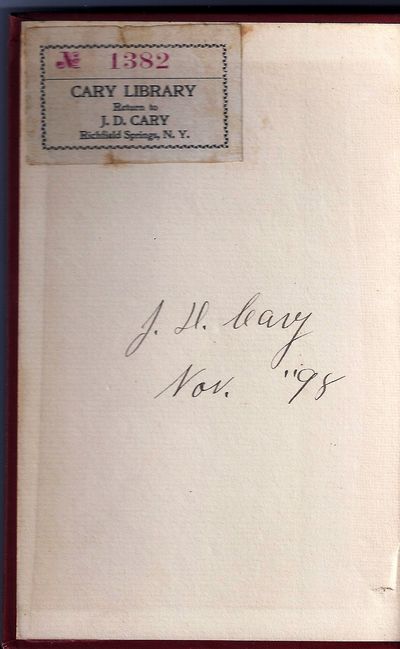 № 1382
CARY LIBRARY
Return to
J. D. CARY
Richfield Springs, N. Y.
J. D. Cary
Nov. "98